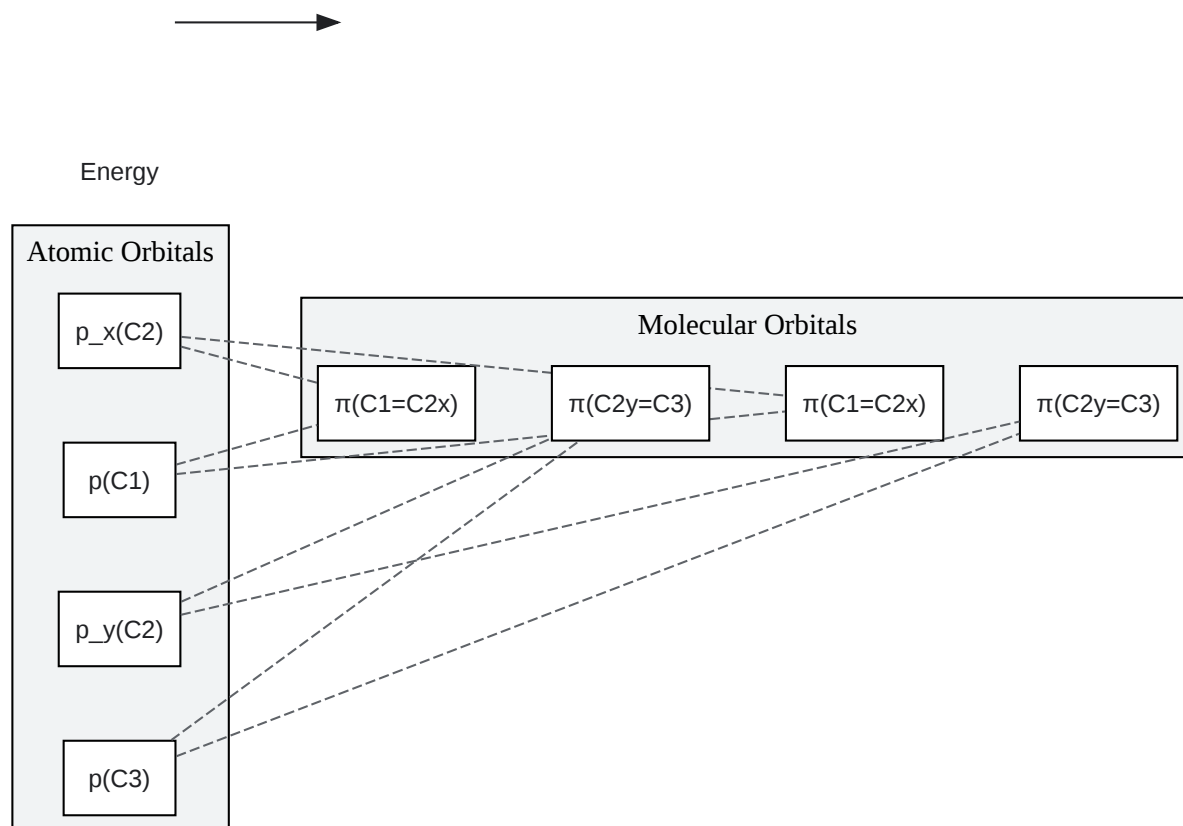 Energy
Atomic Orbitals
p_x(C2)
p(C1)
p_y(C2)
p(C3)
Molecular Orbitals
π(C1=C2x)
π(C2y=C3)
π(C1=C2x)
π(C2y=C3)